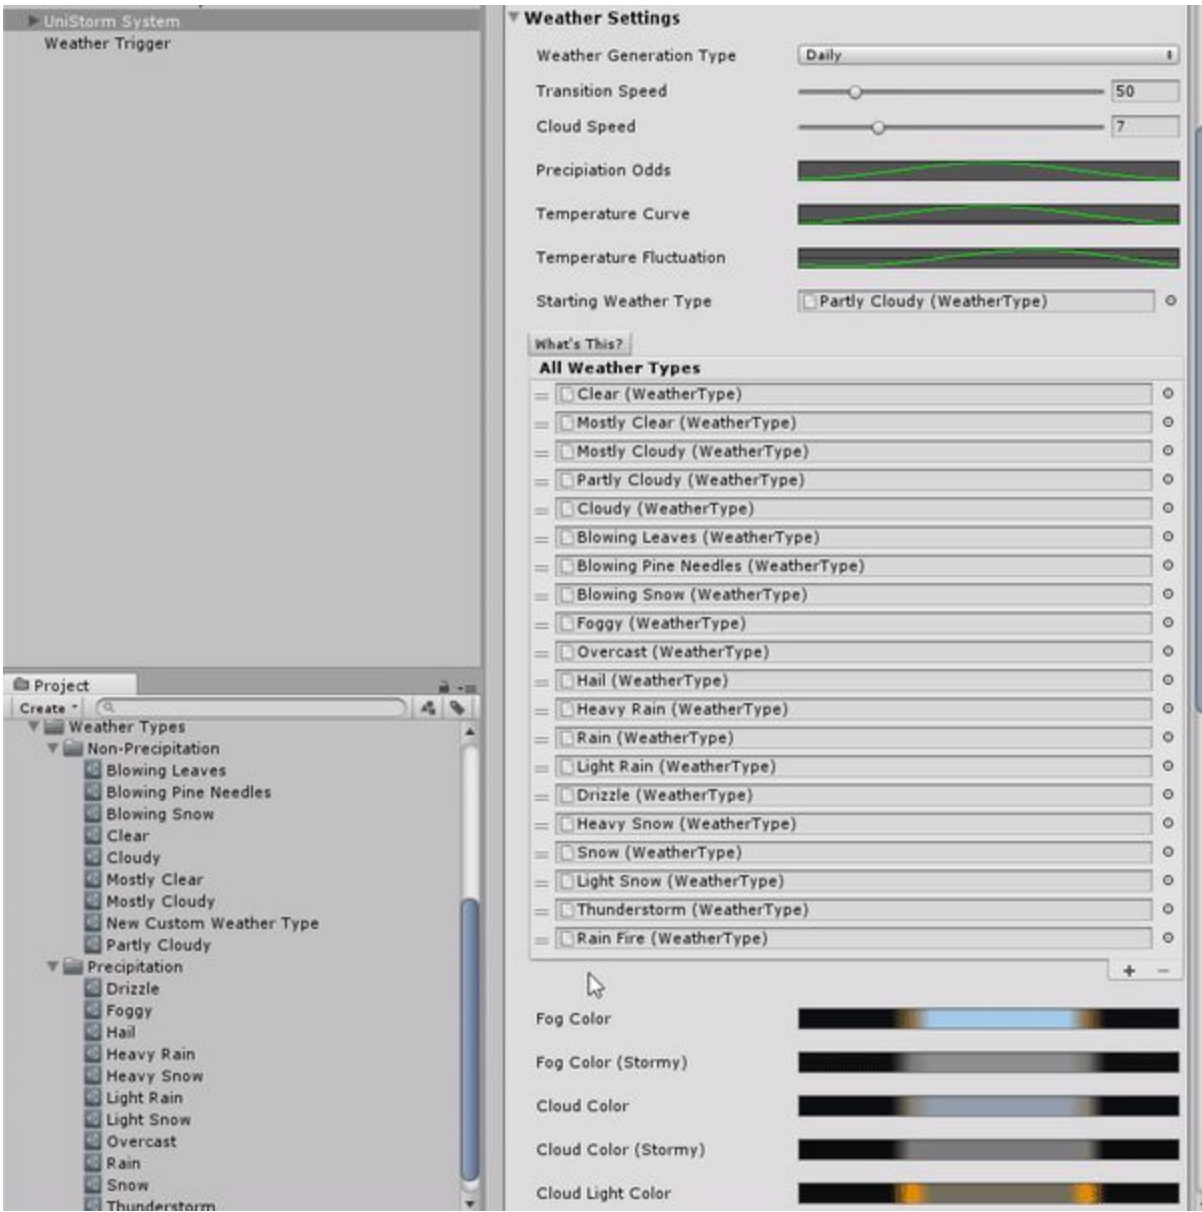 UniStorm System
Weather Trigger
Project
Create
Weather Types
Non-Precipitation
Blowing Leaves
Blowing Pine Needles
Blowing Snow
Clear
Cloudy
Mostly Clear
Mostly Cloudy
New Custom Weather Type
Partly Cloudy
Precipitation
Drizzle
Foggy
Hail
Heavy Rain
Heavy Snow
Light Rain
Light Snow
Overcast
Rain
Snow
Thunderstorm
Weather Settings
Weather Generation Type Daily
Transition Speed 50
Cloud Speed 7
Precipiation Odds
Temperature Curve
Temperature Fluctuation
Starting Weather Type Partly Cloudy (WeatherType)
What's This?
All Weather Types
Clear (WeatherType)
Mostly Clear (WeatherType)
Mostly Cloudy (WeatherType)
Partly Cloudy (WeatherType)
Cloudy (WeatherType)
Blowing Leaves (WeatherType)
Blowing Pine Needles (WeatherType)
Blowing Snow (WeatherType)
Foggy (WeatherType)
Overcast (WeatherType)
Hail (WeatherType)
Heavy Rain (WeatherType)
Rain (WeatherType)
Light Rain (WeatherType)
Drizzle (WeatherType)
Heavy Snow (WeatherType)
Snow (WeatherType)
Light Snow (WeatherType)
Thunderstorm (WeatherType)
Rain Fire (WeatherType)
+ −
Fog Color
Fog Color (Stormy)
Cloud Color
Cloud Color (Stormy)
Cloud Light Color